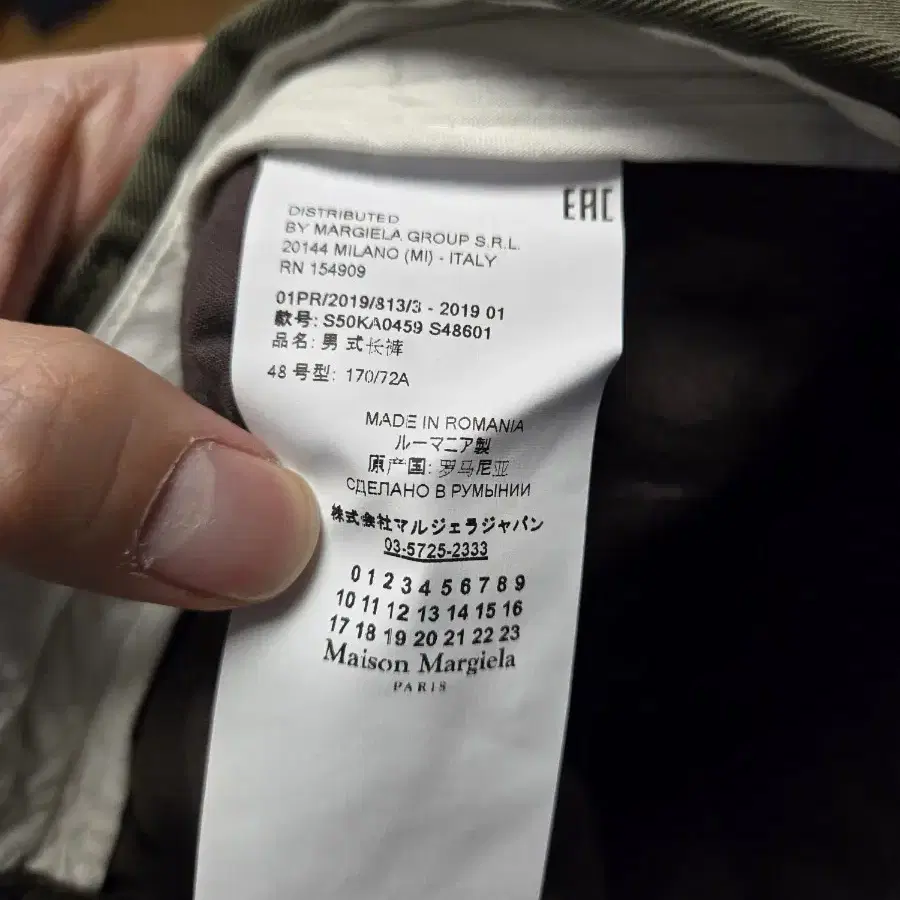 EAC
DISTRIBUTED
BY MARGIELA GROUP S.R.L.
20144 MILANO (MI) - ITALY
RN 154909
01PR/2019/813/3 - 2019 01
款号: S50KA0459 S48601
品名: 男 式长裤
48 号型: 170/72A
MADE IN ROMANIA
ルーマニア製
原产国: 罗马尼亚
СДЕЛАНО В РУМЫНИИ
株式会社マルジェラジャパン
03-5725-2333
0 1 2 3 4 5 6 7 8 9
10 11 12 13 14 15 16
17 18 19 20 21 22 23
Maison Margiela
PARIS